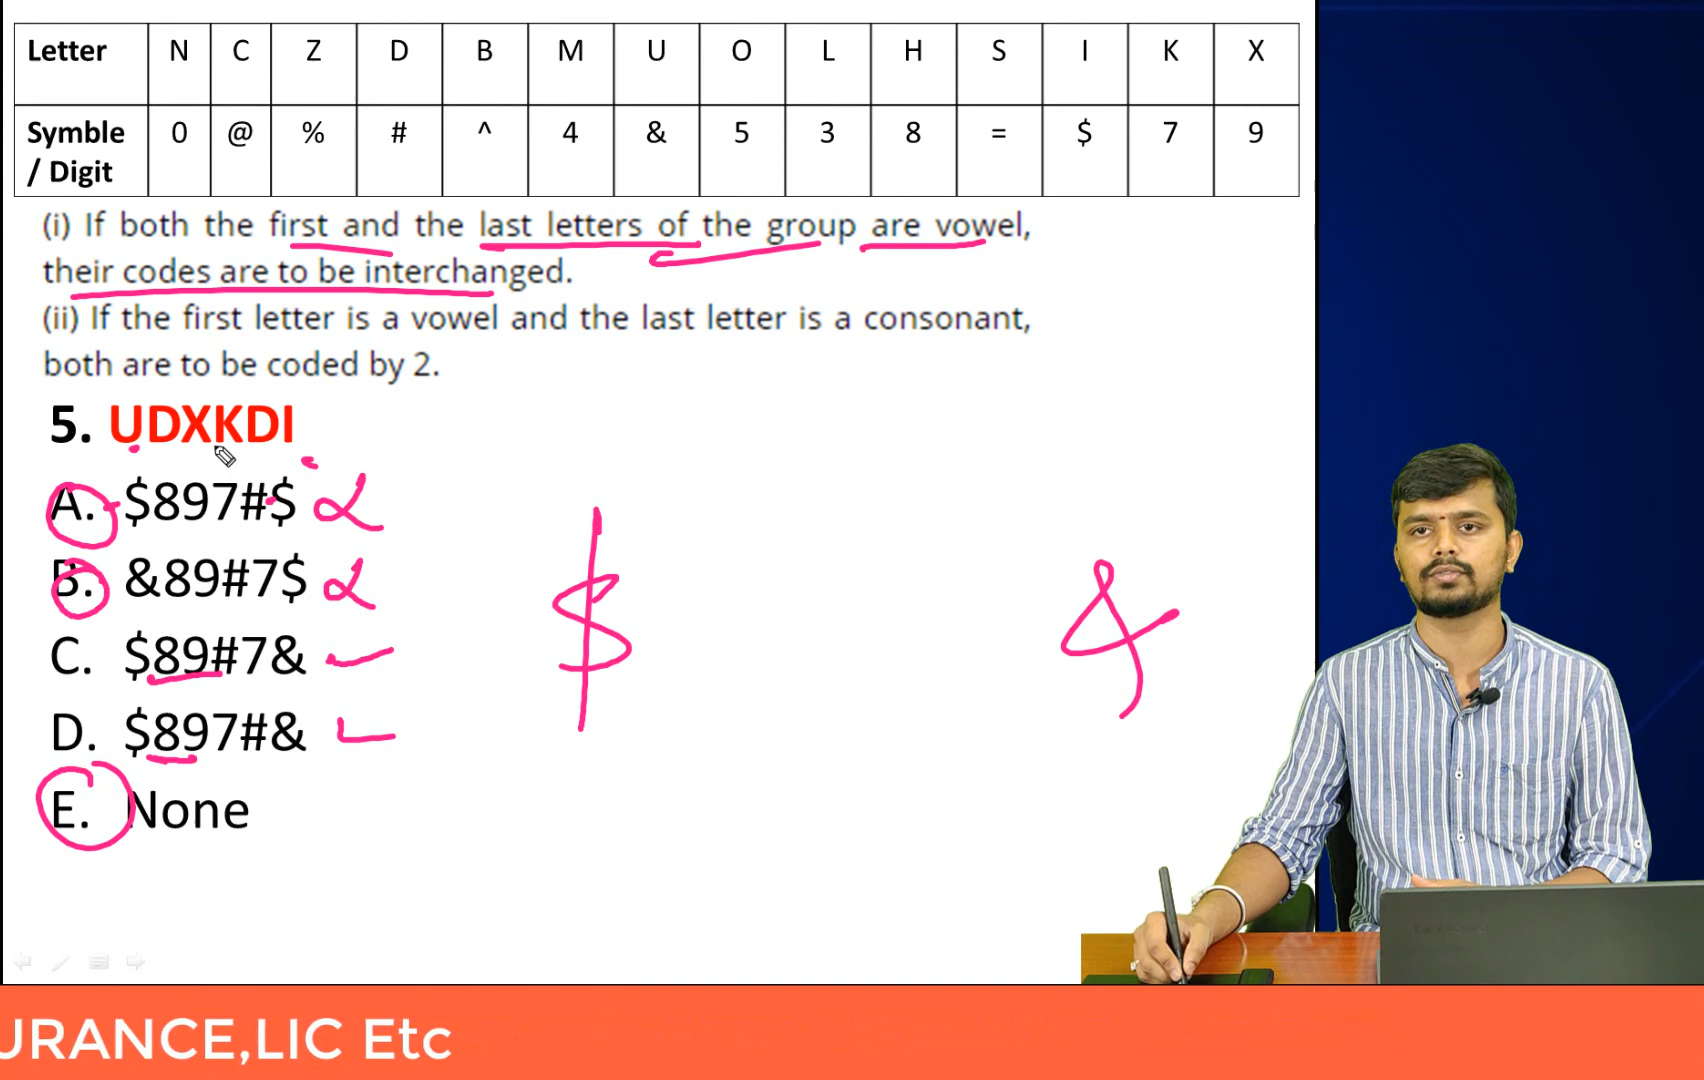 Letter N C Z D B M U O L H S I K X
Symble / Digit 0 @ % # ^ 4 & 5 3 8 = $ 7 9
(i) If both the first and the last letters of the group are vowel,
their codes are to be interchanged.
(ii) If the first letter is a vowel and the last letter is a consonant,
both are to be coded by 2.
5. UDXKDI
A. $897#$
B. &89#7$
C. $89#7&
D. $897#&
E. None
$ &
URANCE,LIC Etc